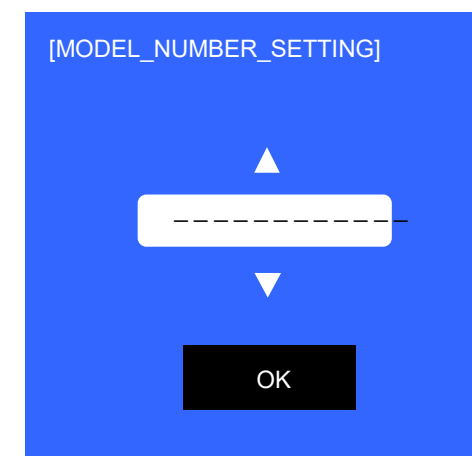 [MODEL_NUMBER_SETTING]
▲
– – – – – – – – – – – –
▼
OK